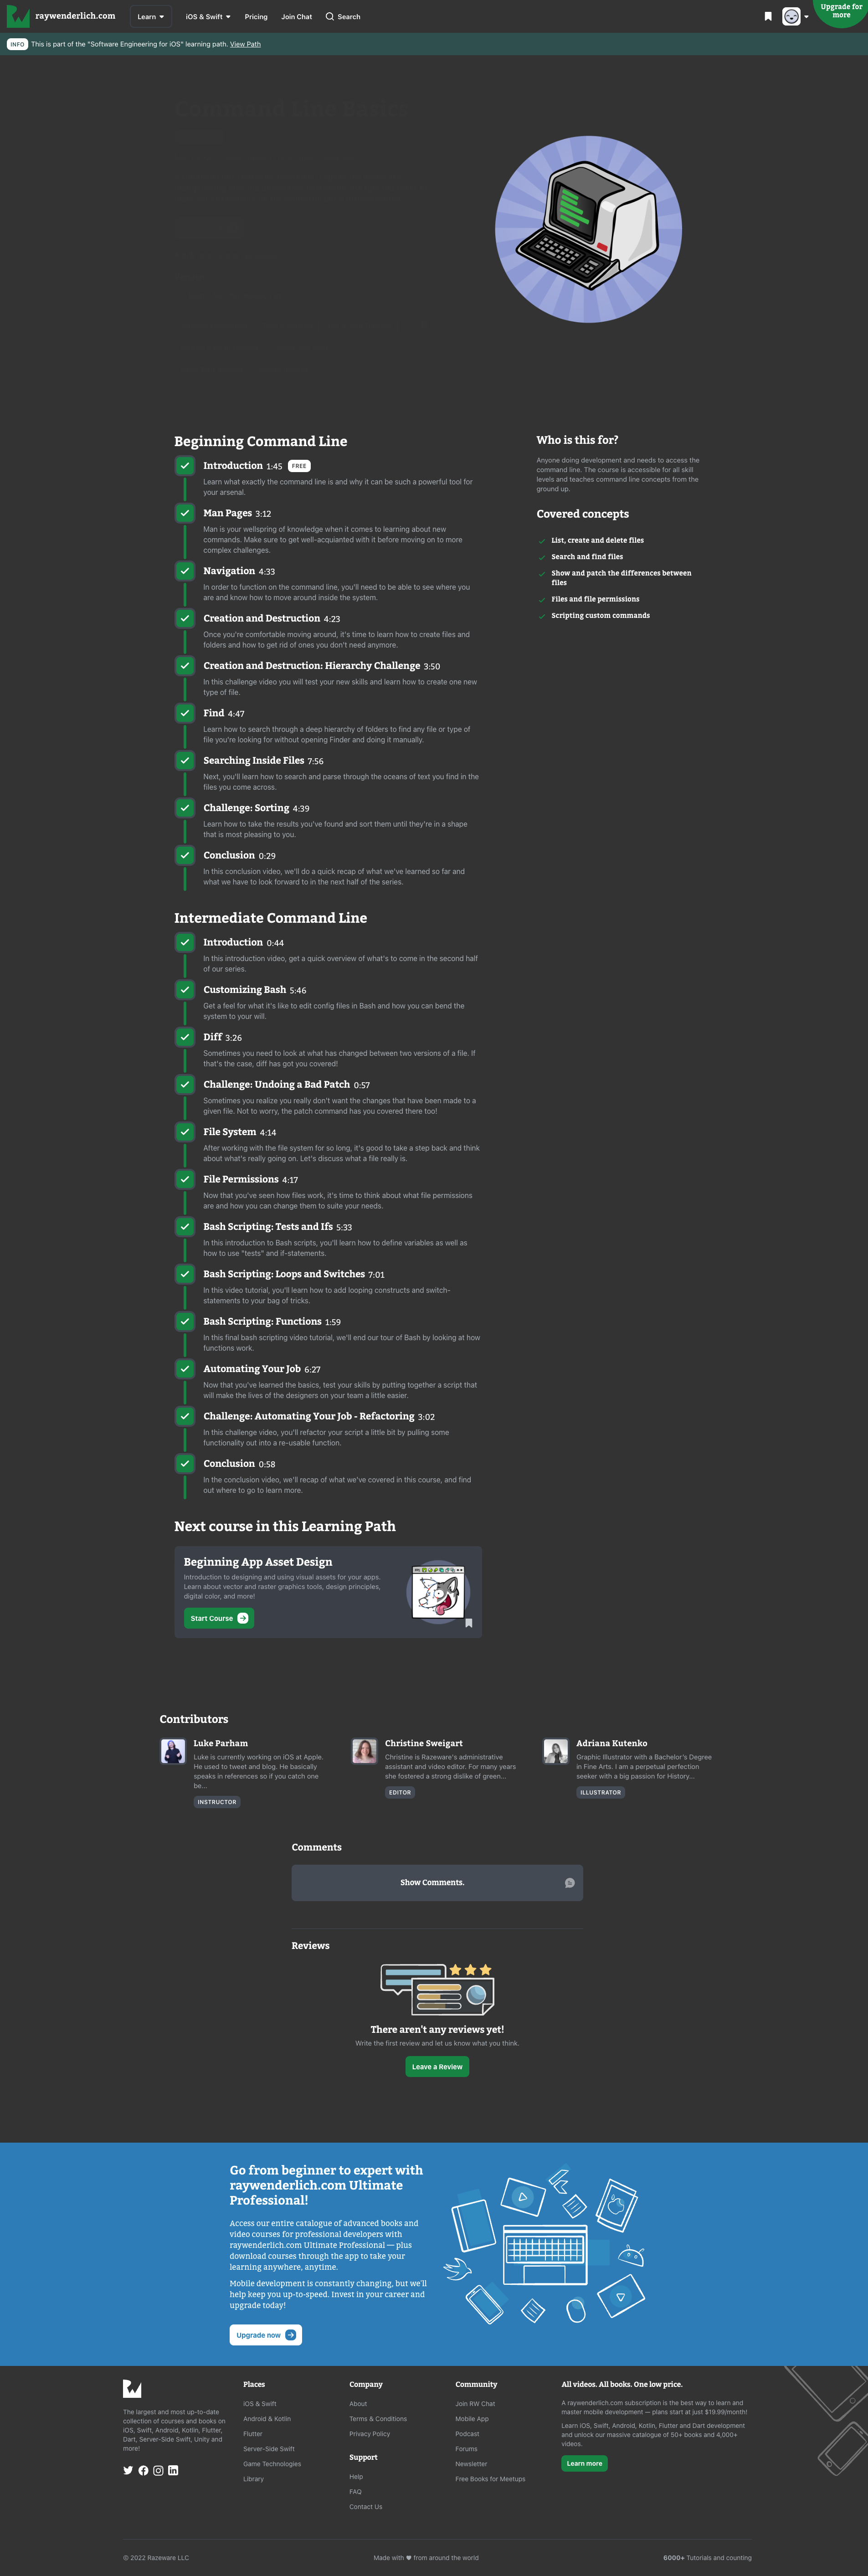 raywenderlich.com Learn iOS & Swift Pricing Join Chat Search
Upgrade for
more
INFO This is part of the "Software Engineering for iOS" learning path. View Path
Beginning Command Line
Introduction 1:45 FREE
Learn what exactly the command line is and why it can be such a powerful tool for
your arsenal.
Man Pages 3:12
Man is your wellspring of knowledge when it comes to learning about new
commands. Make sure to get well-acquianted with it before moving on to more
complex challenges.
Navigation 4:33
In order to function on the command line, you'll need to be able to see where you
are and know how to move around inside the system.
Creation and Destruction 4:23
Once you're comfortable moving around, it's time to learn how to create files and
folders and how to get rid of ones you don't need anymore.
Creation and Destruction: Hierarchy Challenge 3:50
In this challenge video you will test your new skills and learn how to create one new
type of file.
Find 4:47
Learn how to search through a deep hierarchy of folders to find any file or type of
file you're looking for without opening Finder and doing it manually.
Searching Inside Files 7:56
Next, you'll learn how to search and parse through the oceans of text you find in the
files you come across.
Challenge: Sorting 4:39
Learn how to take the results you've found and sort them until they're in a shape
that is most pleasing to you.
Conclusion 0:29
In this conclusion video, we'll do a quick recap of what we've learned so far and
what we have to look forward to in the next half of the series.
Who is this for?
Anyone doing development and needs to access the
command line. The course is accessible for all skill
levels and teaches command line concepts from the
ground up.
Covered concepts
List, create and delete files
Search and find files
Show and patch the differences between
files
Files and file permissions
Scripting custom commands
Intermediate Command Line
Introduction 0:44
In this introduction video, get a quick overview of what's to come in the second half
of our series.
Customizing Bash 5:46
Get a feel for what it's like to edit config files in Bash and how you can bend the
system to your will.
Diff 3:26
Sometimes you need to look at what has changed between two versions of a file. If
that's the case, diff has got you covered!
Challenge: Undoing a Bad Patch 0:57
Sometimes you realize you really don't want the changes that have been made to a
given file. Not to worry, the patch command has you covered there too!
File System 4:14
After working with the file system for so long, it's good to take a step back and think
about what's really going on. Let's discuss what a file really is.
File Permissions 4:17
Now that you've seen how files work, it's time to think about what file permissions
are and how you can change them to suite your needs.
Bash Scripting: Tests and Ifs 5:33
In this introduction to Bash scripts, you'll learn how to define variables as well as
how to use "tests" and if-statements.
Bash Scripting: Loops and Switches 7:01
In this video tutorial, you'll learn how to add looping constructs and switch-
statements to your bag of tricks.
Bash Scripting: Functions 1:59
In this final bash scripting video tutorial, we'll end our tour of Bash by looking at how
functions work.
Automating Your Job 6:27
Now that you've learned the basics, test your skills by putting together a script that
will make the lives of the designers on your team a little easier.
Challenge: Automating Your Job - Refactoring 3:02
In this challenge video, you'll refactor your script a little bit by pulling some
functionality out into a re-usable function.
Conclusion 0:58
In the conclusion video, we'll recap of what we've covered in this course, and find
out where to go to learn more.
Next course in this Learning Path
Beginning App Asset Design
Introduction to designing and using visual assets for your apps.
Learn about vector and raster graphics tools, design principles,
digital color, and more!
Start Course
Contributors
Luke Parham
Luke is currently working on iOS at Apple.
He used to tweet and blog. He basically
speaks in references so if you catch one
be...
INSTRUCTOR
Christine Sweigart
Christine is Razeware's administrative
assistant and video editor. For many years
she fostered a strong dislike of green...
EDITOR
Adriana Kutenko
Graphic Illustrator with a Bachelor's Degree
in Fine Arts. I am a perpetual perfection
seeker with a big passion for History...
ILLUSTRATOR
Comments
Show Comments.
Reviews
There aren't any reviews yet!
Write the first review and let us know what you think.
Leave a Review
Go from beginner to expert with
raywenderlich.com Ultimate
Professional!
Access our entire catalogue of advanced books and
video courses for professional developers with
raywenderlich.com Ultimate Professional — plus
download courses through the app to take your
learning anywhere, anytime.
Mobile development is constantly changing, but we'll
help keep you up-to-speed. Invest in your career and
upgrade today!
Upgrade now
The largest and most up-to-date
collection of courses and books on
iOS, Swift, Android, Kotlin, Flutter,
Dart, Server-Side Swift, Unity and
more!
Places
iOS & Swift
Android & Kotlin
Flutter
Server-Side Swift
Game Technologies
Library
Company
About
Terms & Conditions
Privacy Policy
Support
Help
FAQ
Contact Us
Community
Join RW Chat
Mobile App
Podcast
Forums
Newsletter
Free Books for Meetups
All videos. All books. One low price.
A raywenderlich.com subscription is the best way to learn and
master mobile development — plans start at just $19.99/month!
Learn iOS, Swift, Android, Kotlin, Flutter and Dart development
and unlock our massive catalogue of 50+ books and 4,000+
videos.
Learn more
© 2022 Razeware LLC
Made with ♥ from around the world
6000+ Tutorials and counting